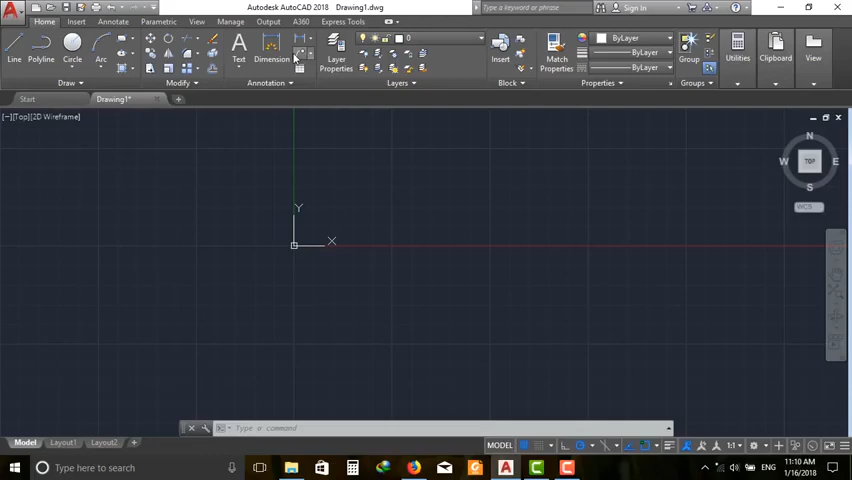 Autodesk AutoCAD 2018 Drawing1.dwg
Type a keyword or phrase
Sign In
Home Insert Annotate Parametric View Manage Output A360 Express Tools
Line Polyline Circle Arc
Text Dimension
Layer
Properties
0
Insert
Match
Properties
ByLayer
ByLayer
ByLayer
Group
Utilities
Clipboard
View
Draw Modify Annotation Layers Block Properties Groups
Start Drawing1*
[−][Top][2D Wireframe]
N
W TOP E
S
WCS
Y
X
Type a command
Model Layout1 Layout2 +
MODEL 1:1
Type here to search
ENG
11:10 AM
1/16/2018